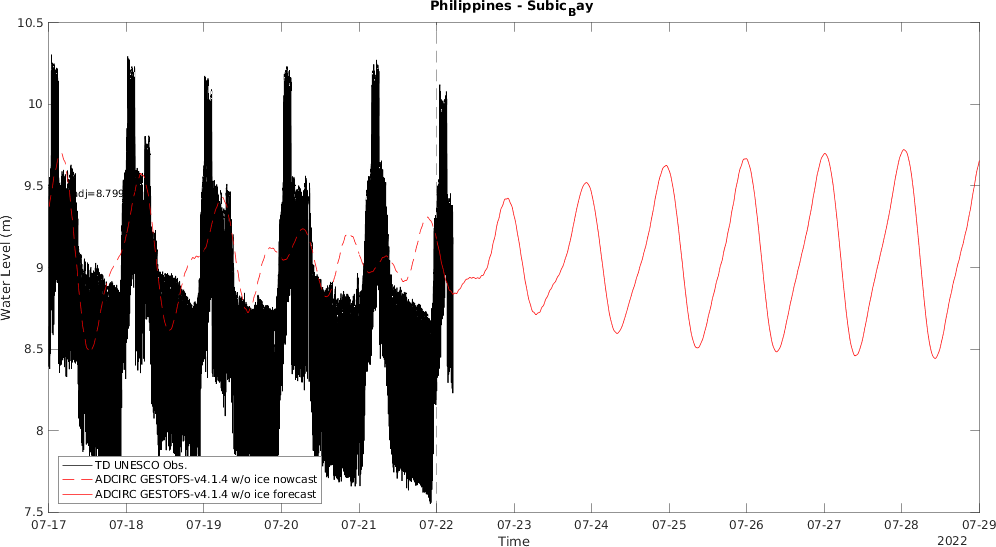 Philippines - SubicBay
10.5
10
9.5
9
8.5
8
7.5
Water Level (m)
adj=8.799
TD UNESCO Obs.
ADCIRC GESTOFS-v4.1.4 w/o ice nowcast
ADCIRC GESTOFS-v4.1.4 w/o ice forecast
07-17 07-18 07-19 07-20 07-21 07-22 07-23 07-24 07-25 07-26 07-27 07-28 07-29
Time
2022